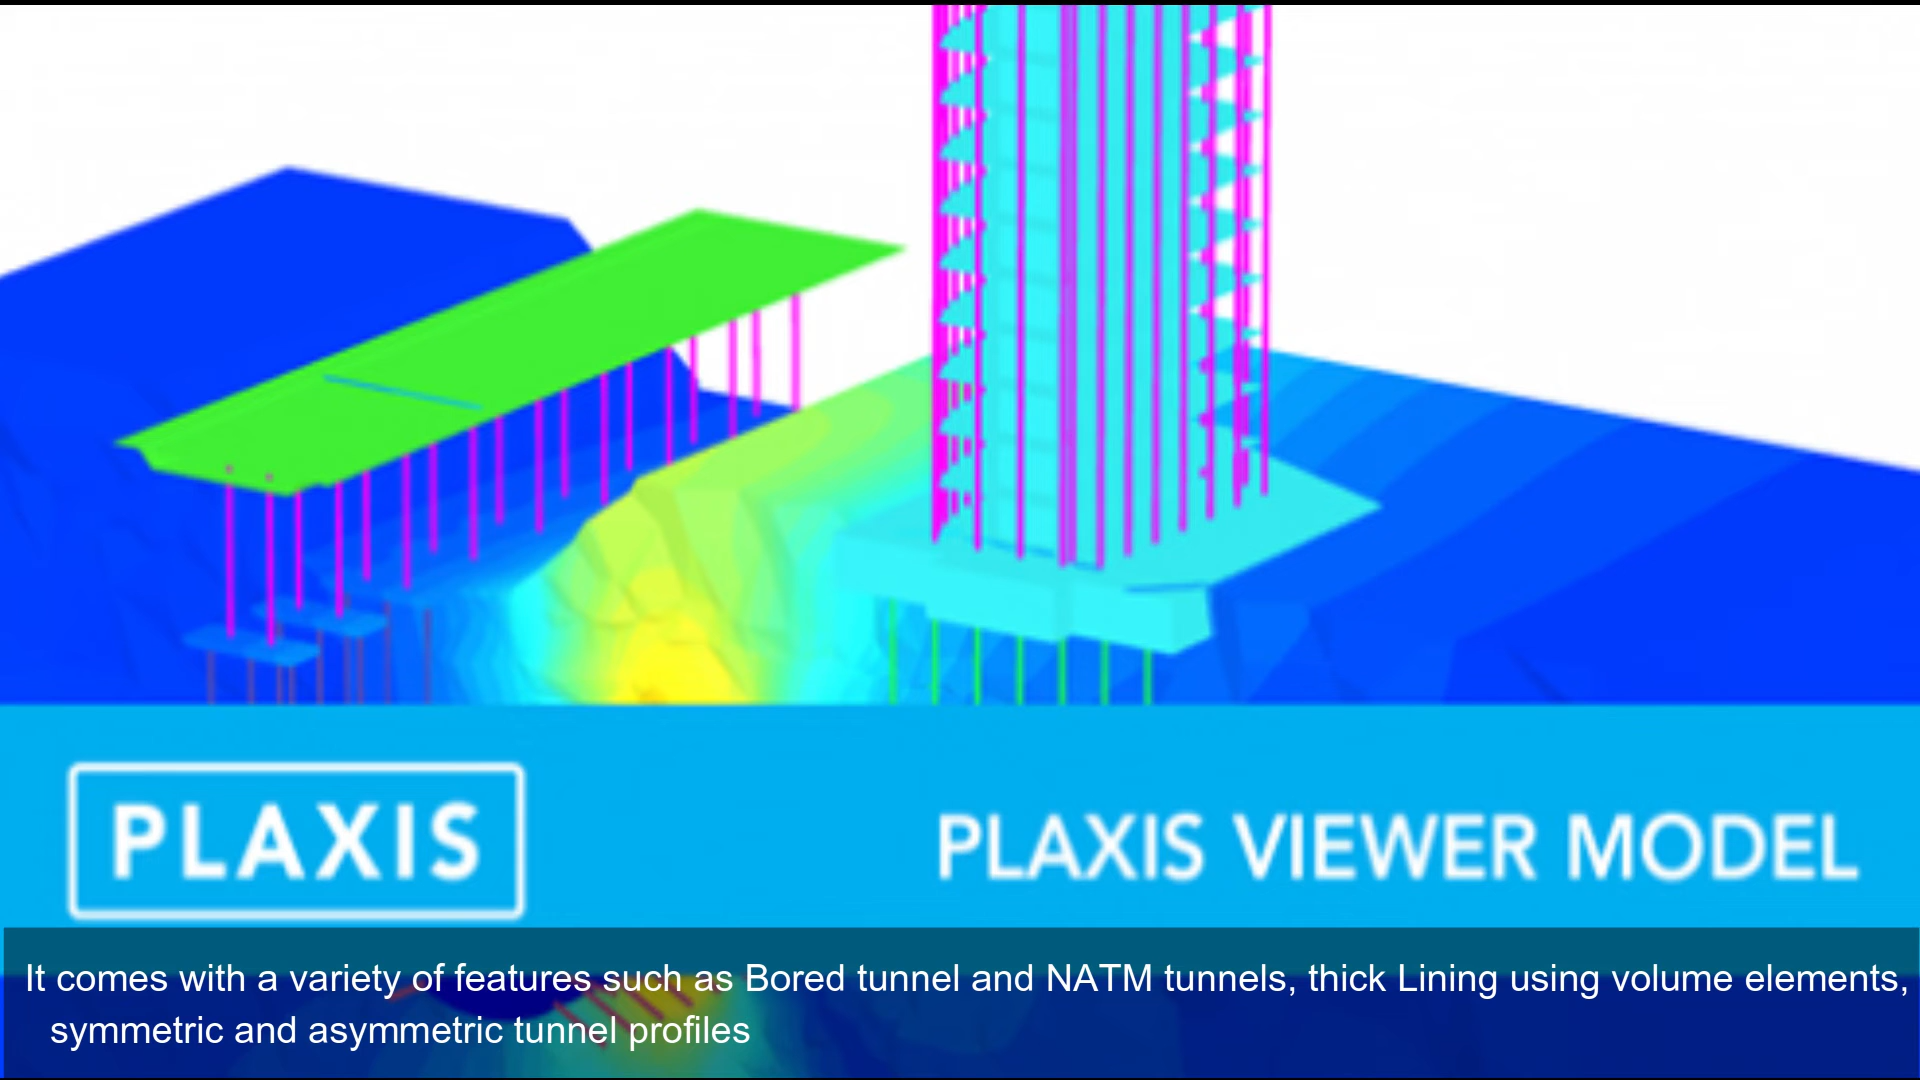 PLAXIS
PLAXIS VIEWER MODEL
It comes with a variety of features such as Bored tunnel and NATM tunnels, thick Lining using volume elements,
symmetric and asymmetric tunnel profiles